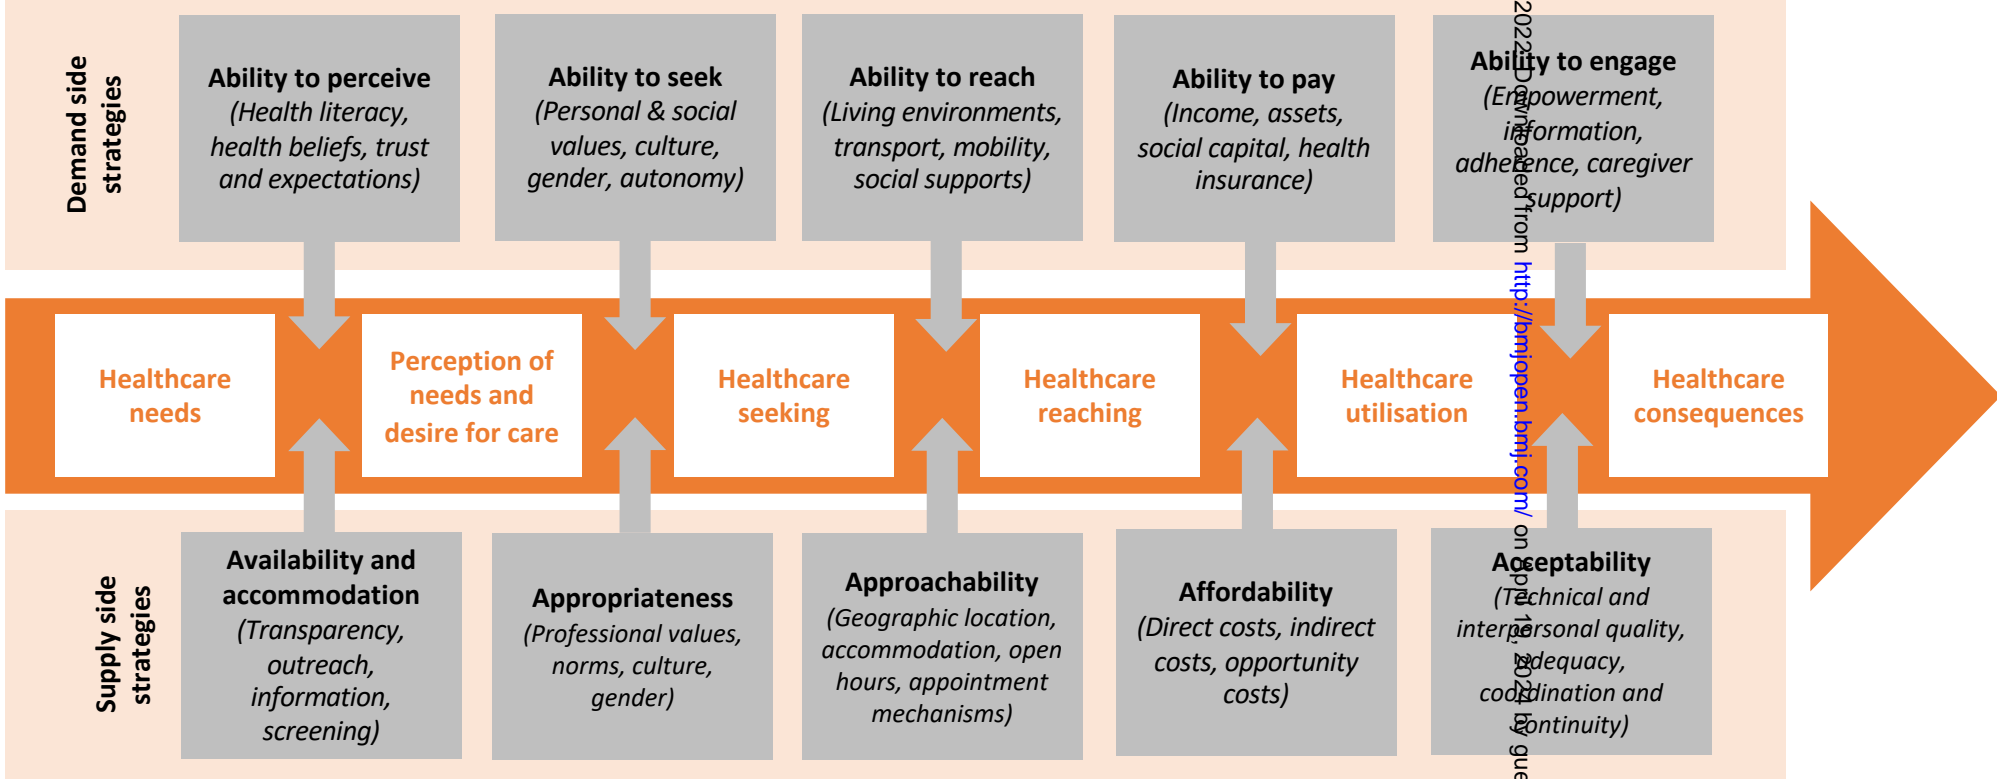 Demand side
strategies
Ability to perceive
(Health literacy,
health beliefs, trust
and expectations)
Ability to seek
(Personal & social
values, culture,
gender, autonomy)
Ability to reach
(Living environments,
transport, mobility,
social supports)
Ability to pay
(Income, assets,
social capital, health
insurance)
Ability to engage
(Empowerment,
information,
adherence, caregiver
support)
Healthcare
needs
Perception of
needs and
desire for care
Healthcare
seeking
Healthcare
reaching
Healthcare
utilisation
Healthcare
consequences
Supply side
strategies
Availability and
accommodation
(Transparency,
outreach,
information,
screening)
Appropriateness
(Professional values,
norms, culture,
gender)
Approachability
(Geographic location,
accommodation, open
hours, appointment
mechanisms)
Affordability
(Direct costs, indirect
costs, opportunity
costs)
Acceptability
(Technical and
interpersonal quality,
adequacy,
coordination and
continuity)
2022. Downloaded from http://bmjopen.bmj.com/ on April 19, 2024 by gue